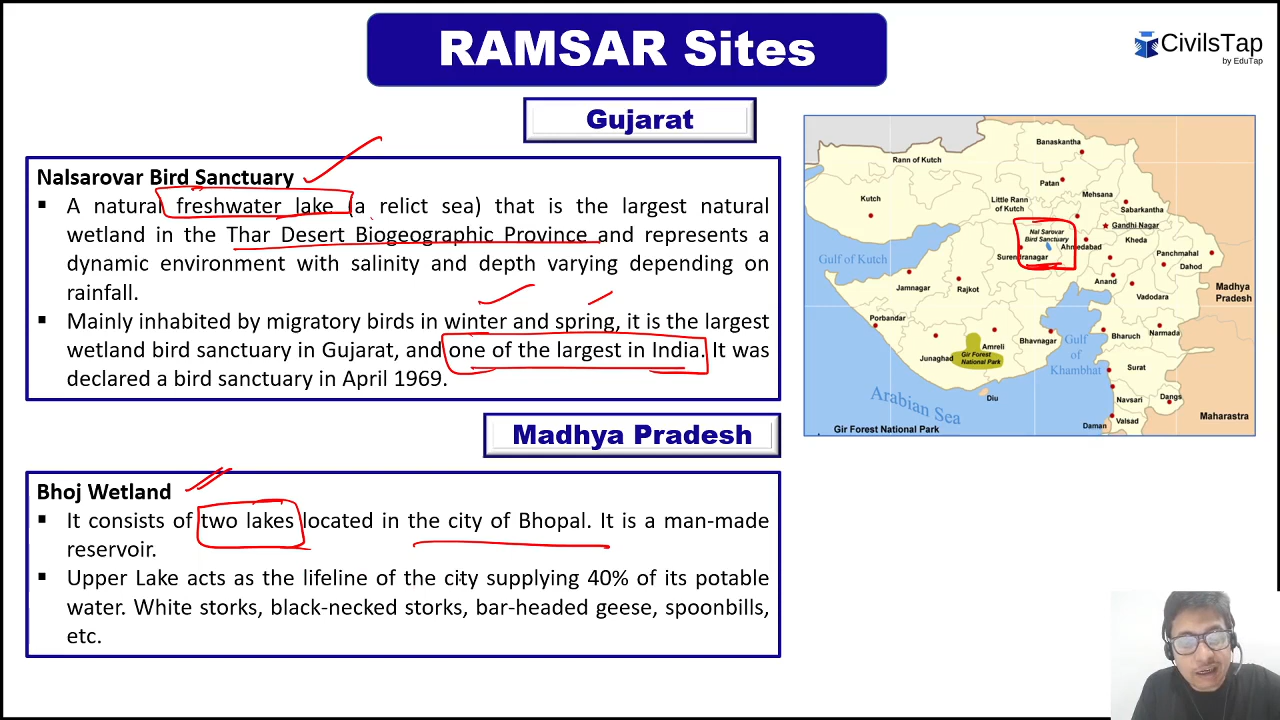 RAMSAR Sites
CivilsTap
by EduTap
Gujarat
Nalsarovar Bird Sanctuary
▪ A natural freshwater lake (a relict sea) that is the largest natural
wetland in the Thar Desert Biogeographic Province and represents a
dynamic environment with salinity and depth varying depending on
rainfall.
▪ Mainly inhabited by migratory birds in winter and spring, it is the largest
wetland bird sanctuary in Gujarat, and one of the largest in India. It was
declared a bird sanctuary in April 1969.
Madhya Pradesh
Bhoj Wetland
▪ It consists of two lakes located in the city of Bhopal. It is a man-made
reservoir.
▪ Upper Lake acts as the lifeline of the city supplying 40% of its potable
water. White storks, black-necked storks, bar-headed geese, spoonbills,
etc.
Banaskantha
Rann of Kutch
Patan
Mehsana
Kutch
Little Rann
of Kutch
Sabarkantha
Gandhi Nagar
Nal Sarovar
Bird Sanctuary
Ahmedabad
Kheda
Surendranagar
Panchmahal
Dahod
Gulf of Kutch
Anand
Jamnagar
Rajkot
Vadodara
Madhya
Pradesh
Porbandar
Narmada
Bharuch
Bhavnagar
Gulf
of
Khambhat
Amreli
Junaghad
Gir Forest
National Park
Surat
Diu
Arabian Sea
Navsari
Dangs
Valsad
Maharastra
Daman
Gir Forest National Park